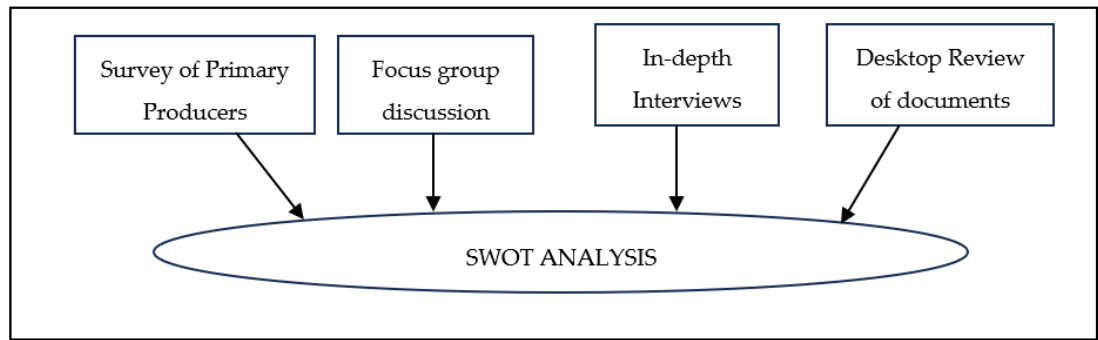 Survey of Primary
Producers
Focus group
discussion
In-depth
Interviews
Desktop Review
of documents
SWOT ANALYSIS